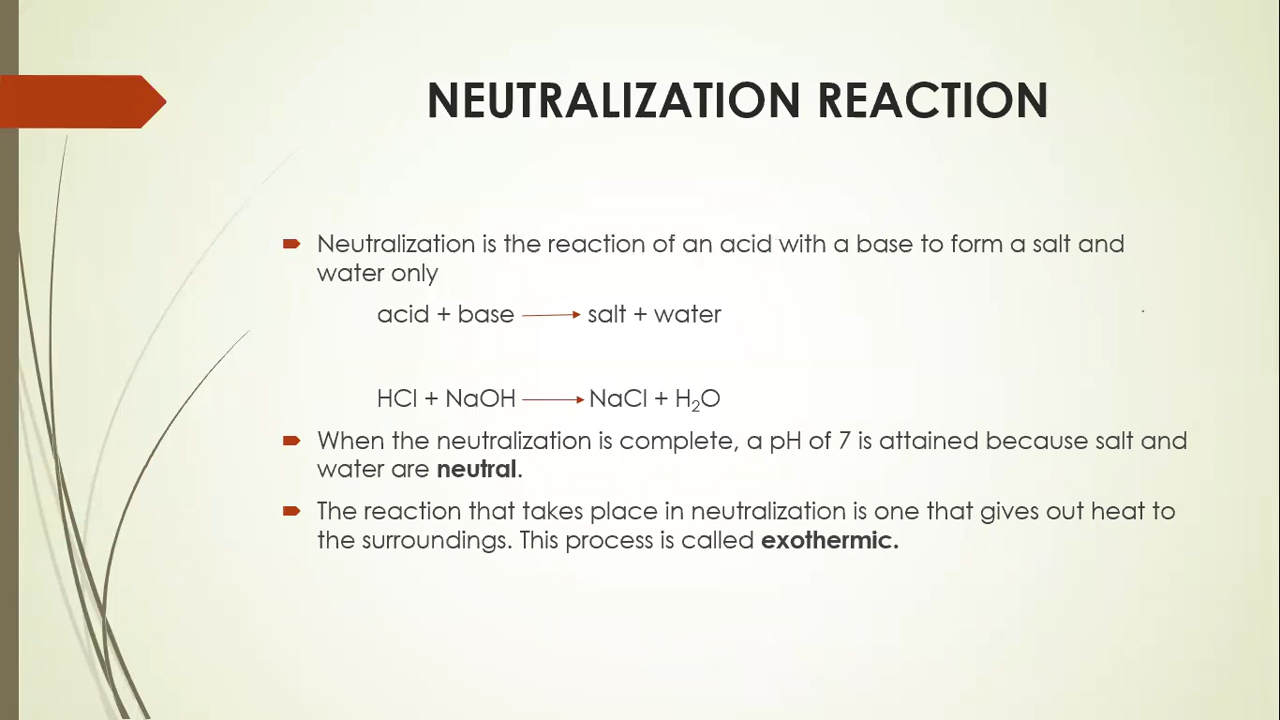 NEUTRALIZATION REACTION
Neutralization is the reaction of an acid with a base to form a salt and
water only
acid + base → salt + water
HCl + NaOH → NaCl + H₂O
When the neutralization is complete, a pH of 7 is attained because salt and
water are neutral.
The reaction that takes place in neutralization is one that gives out heat to
the surroundings. This process is called exothermic.